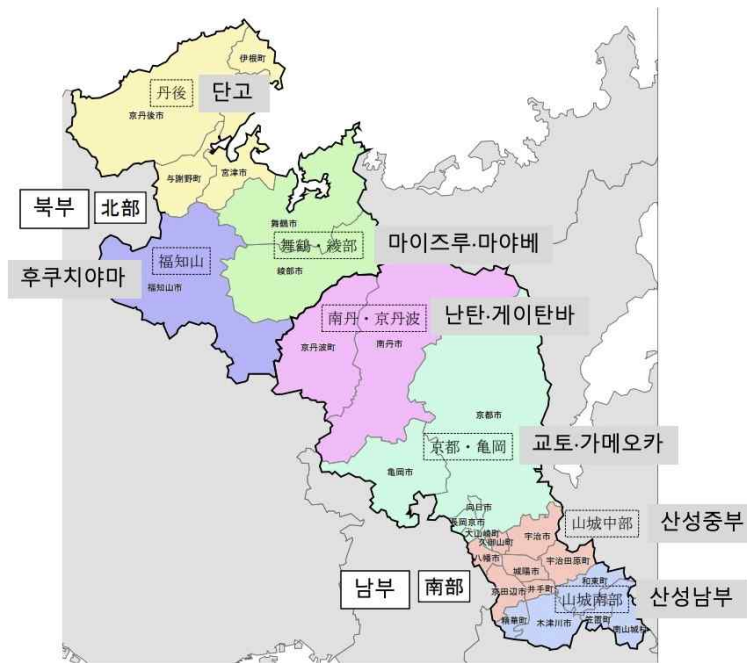 伊根町
丹後 단고
京丹後市
与謝野町 宮津市
북부 北部
舞鶴市
舞鶴・綾部 마이즈루·마야베
福知山
후쿠치야마 福知山市
綾部市
南丹・京丹波 난탄·게이탄바
京丹波町 南丹市
京都市
京都・亀岡 교토·가메오카
亀岡市
向日市
長岡京市
大山崎町
久御山町
宇治市
山城中部 산성중부
八幡市
城陽市 宇治田原町
남부 南部
京田辺市 井手町 和束町
山城南部 산성남부
精華町 木津川市 笠置町 南山城村